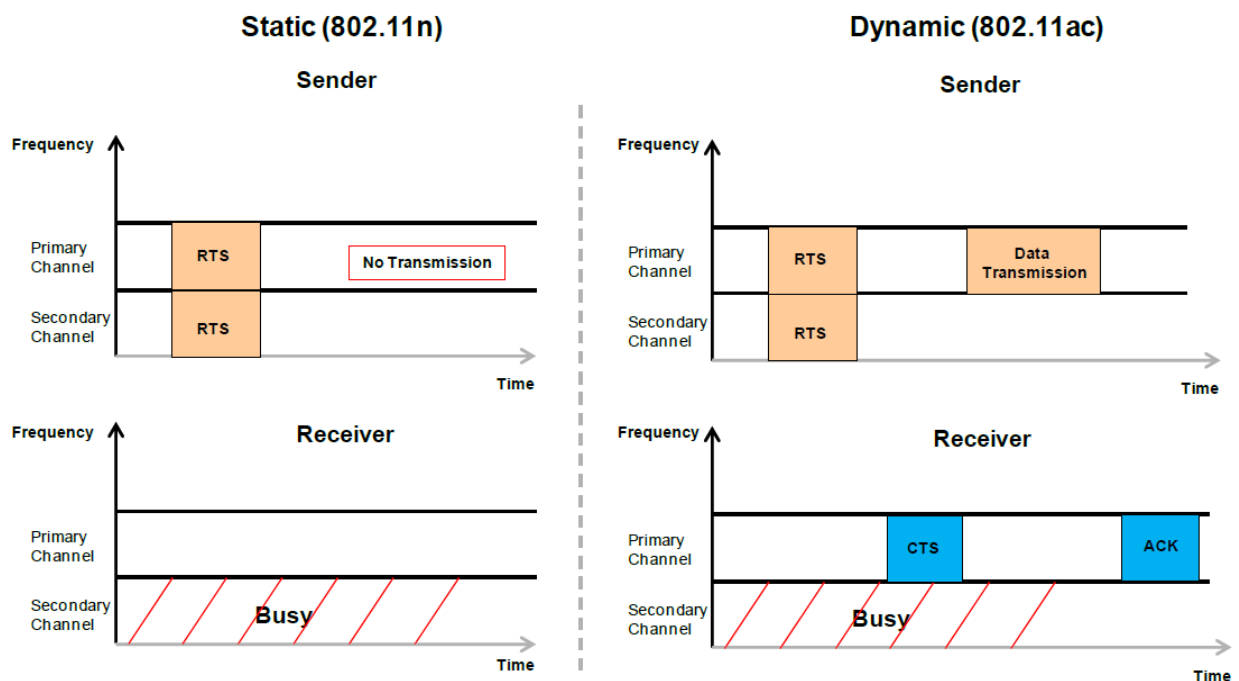 Static (802.11n)
Sender
Frequency
Primary
Channel
RTS
No Transmission
Secondary
Channel
RTS
Time
Frequency
Receiver
Primary
Channel
Secondary
Channel
Busy
Time
Dynamic (802.11ac)
Sender
Frequency
Primary
Channel
RTS
Data
Transmission
Secondary
Channel
RTS
Time
Frequency
Receiver
Primary
Channel
CTS
ACK
Secondary
Channel
Busy
Time